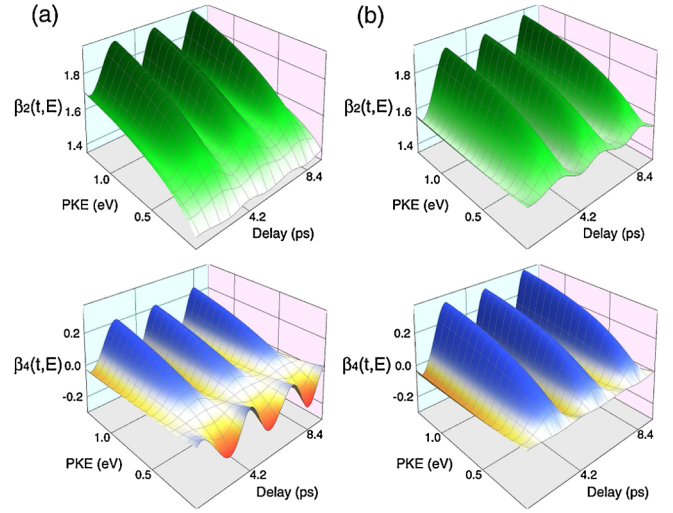 (a)
(b)
1.8
β₂(t,E)
1.6
1.4
1.0
PKE (eV)
0.5
8.4
4.2
Delay (ps)
1.8
β₂(t,E)
1.6
1.4
1.0
PKE (eV)
0.5
8.4
4.2
Delay (ps)
0.2
β₄(t,E)
0.0
-0.2
1.0
PKE (eV)
0.5
8.4
4.2
Delay (ps)
0.2
β₄(t,E)
0.0
-0.2
1.0
PKE (eV)
0.5
8.4
4.2
Delay (ps)